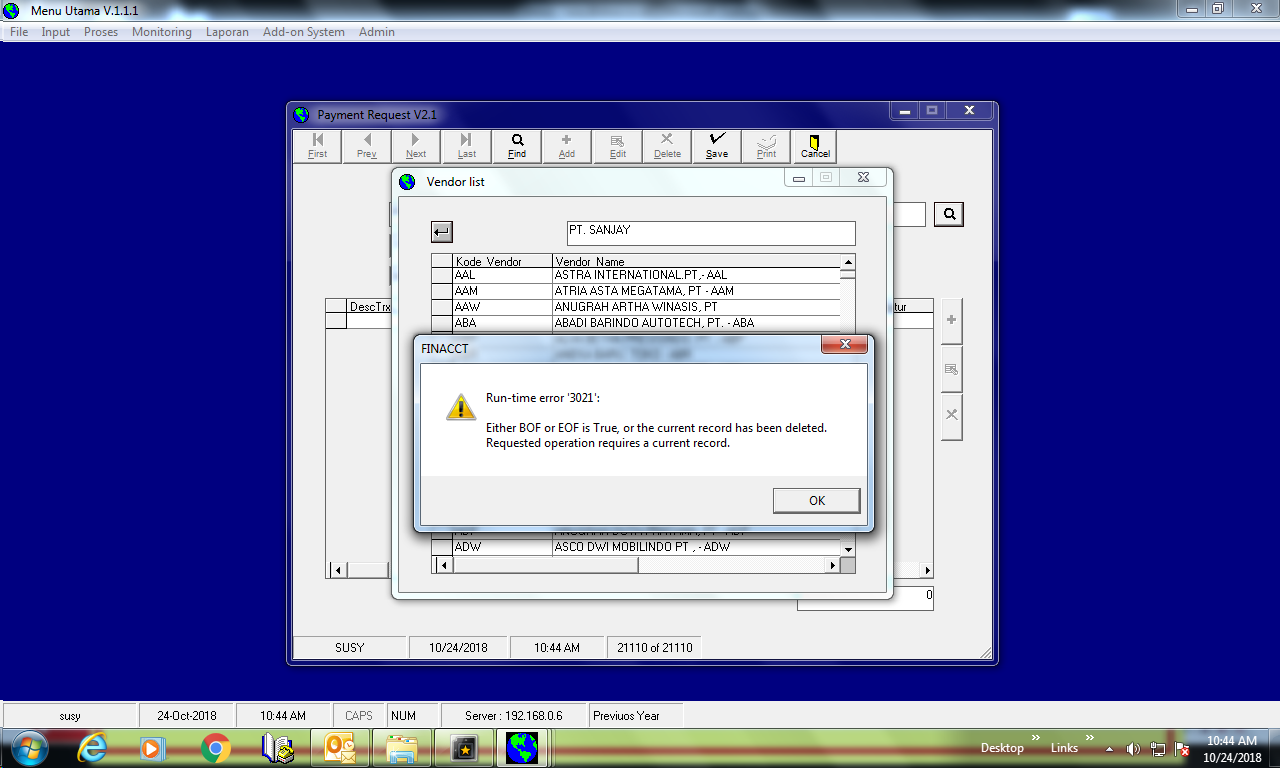 Menu Utama V.1.1.1
File Input Proses Monitoring Laporan Add-on System Admin
Payment Request V2.1
First Prev Next Last Find Add Edit Delete Save Print Cancel
Vendor list
PT. SANJAY
Kode_Vendor Vendor_Name
AAL ASTRA INTERNATIONAL.PT,- AAL
AAM ATRIA ASTA MEGATAMA, PT - AAM
AAW ANUGRAH ARTHA WINASIS, PT
DescTrx
ABA ABADI BARINDO AUTOTECH, PT. - ABA
FINACCT
Run-time error '3021':
Either BOF or EOF is True, or the current record has been deleted.
Requested operation requires a current record.
OK
ADW ASCO DWI MOBILINDO PT , - ADW
0
SUSY 10/24/2018 10:44 AM 21110 of 21110
susy 24-Oct-2018 10:44 AM CAPS NUM Server : 192.168.0.6 Previuos Year
Desktop » Links » 10:44 AM
10/24/2018